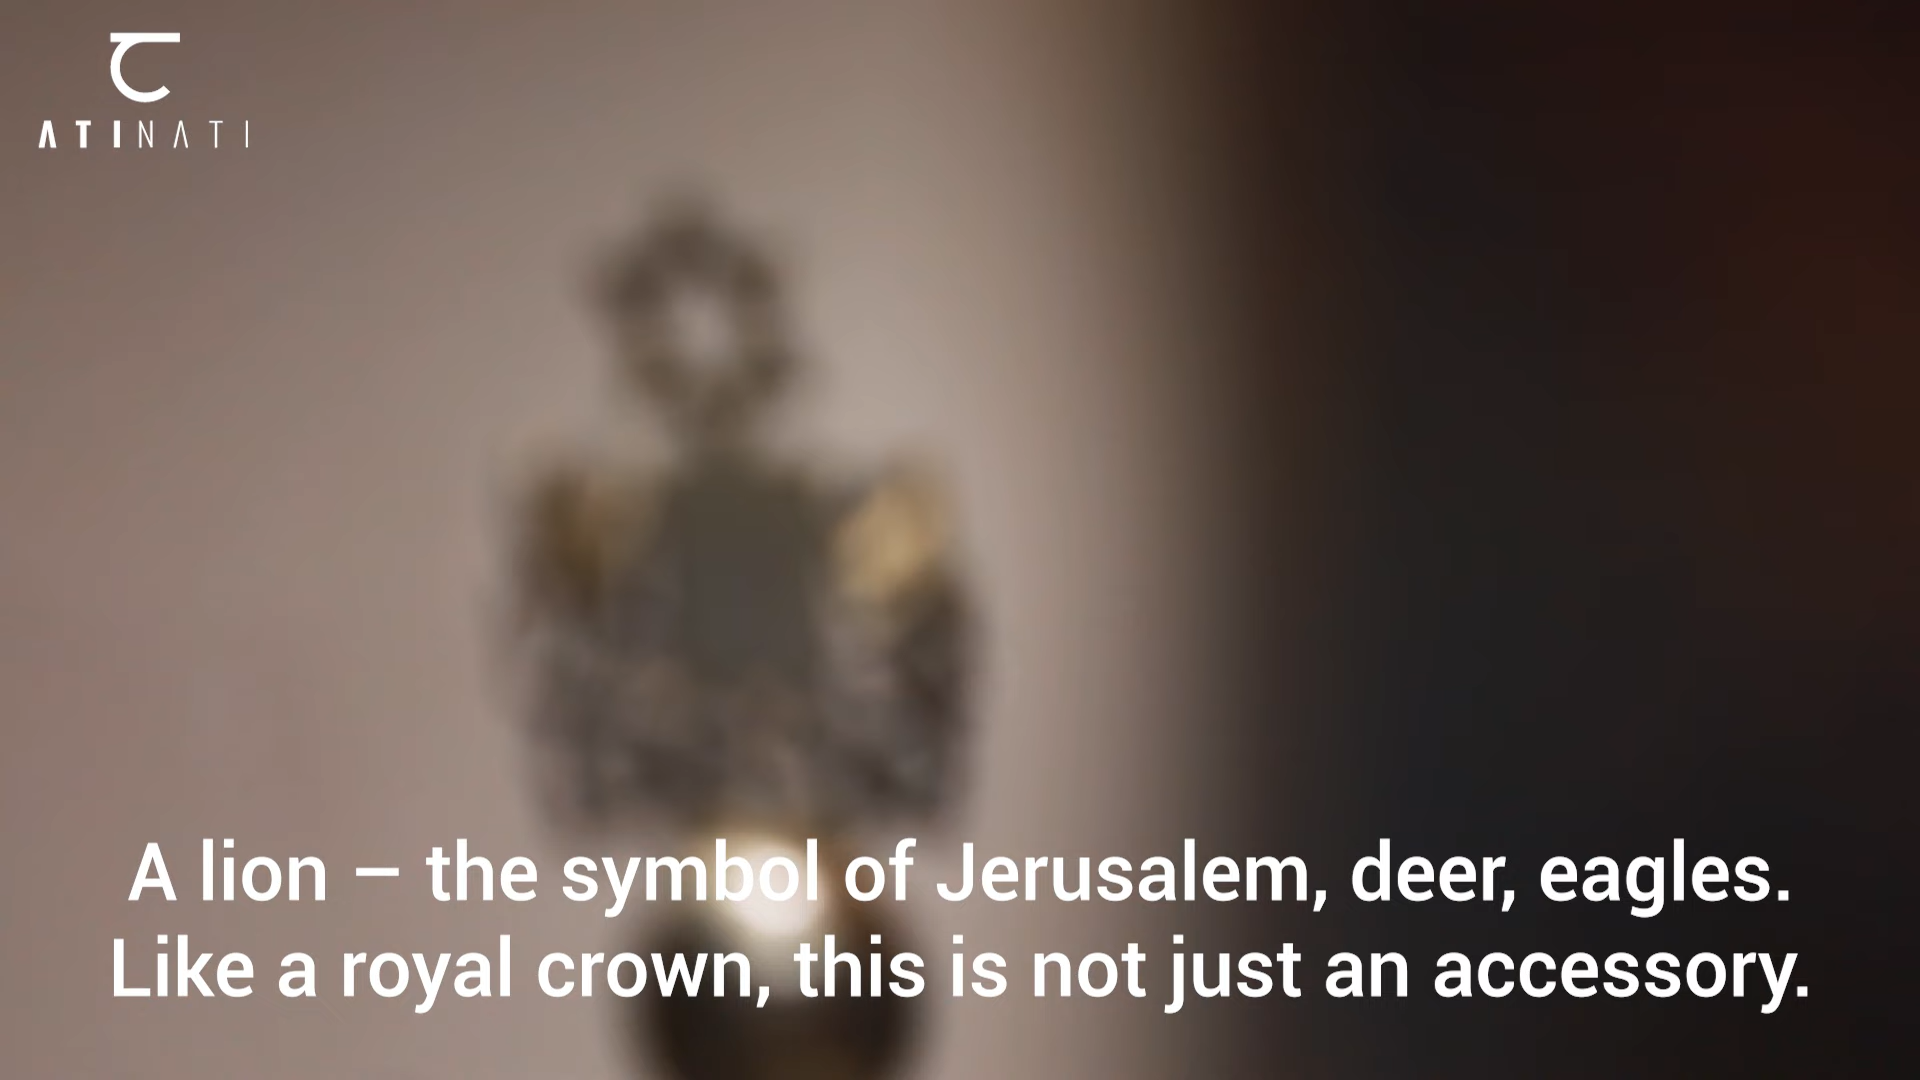 ATINATI
A lion – the symbol of Jerusalem, deer, eagles.
Like a royal crown, this is not just an accessory.